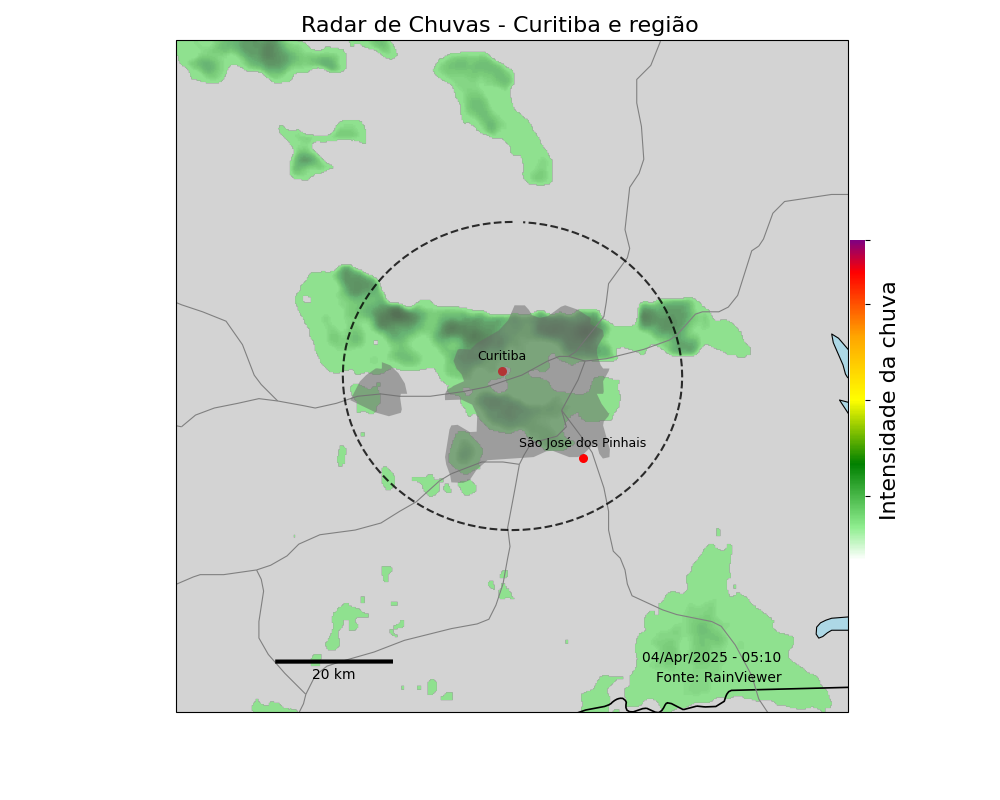 Radar de Chuvas - Curitiba e região
Curitiba
São José dos Pinhais
Intensidade da chuva
04/Apr/2025 - 05:10
Fonte: RainViewer
20 km